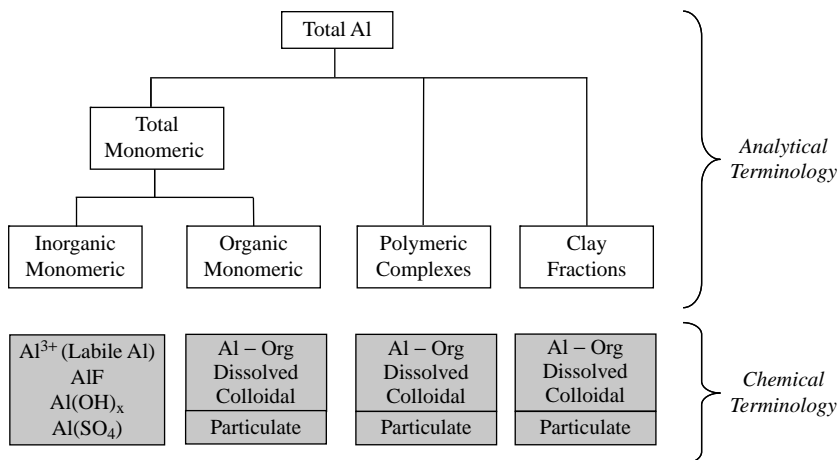 Total Al
Total
Monomeric
Analytical
Terminology
Inorganic
Monomeric
Organic
Monomeric
Polymeric
Complexes
Clay
Fractions
Al³⁺ (Labile Al)
AlF
Al(OH)ₓ
Al(SO₄)
Al – Org
Dissolved
Colloidal
Particulate
Al – Org
Dissolved
Colloidal
Particulate
Al – Org
Dissolved
Colloidal
Particulate
Chemical
Terminology